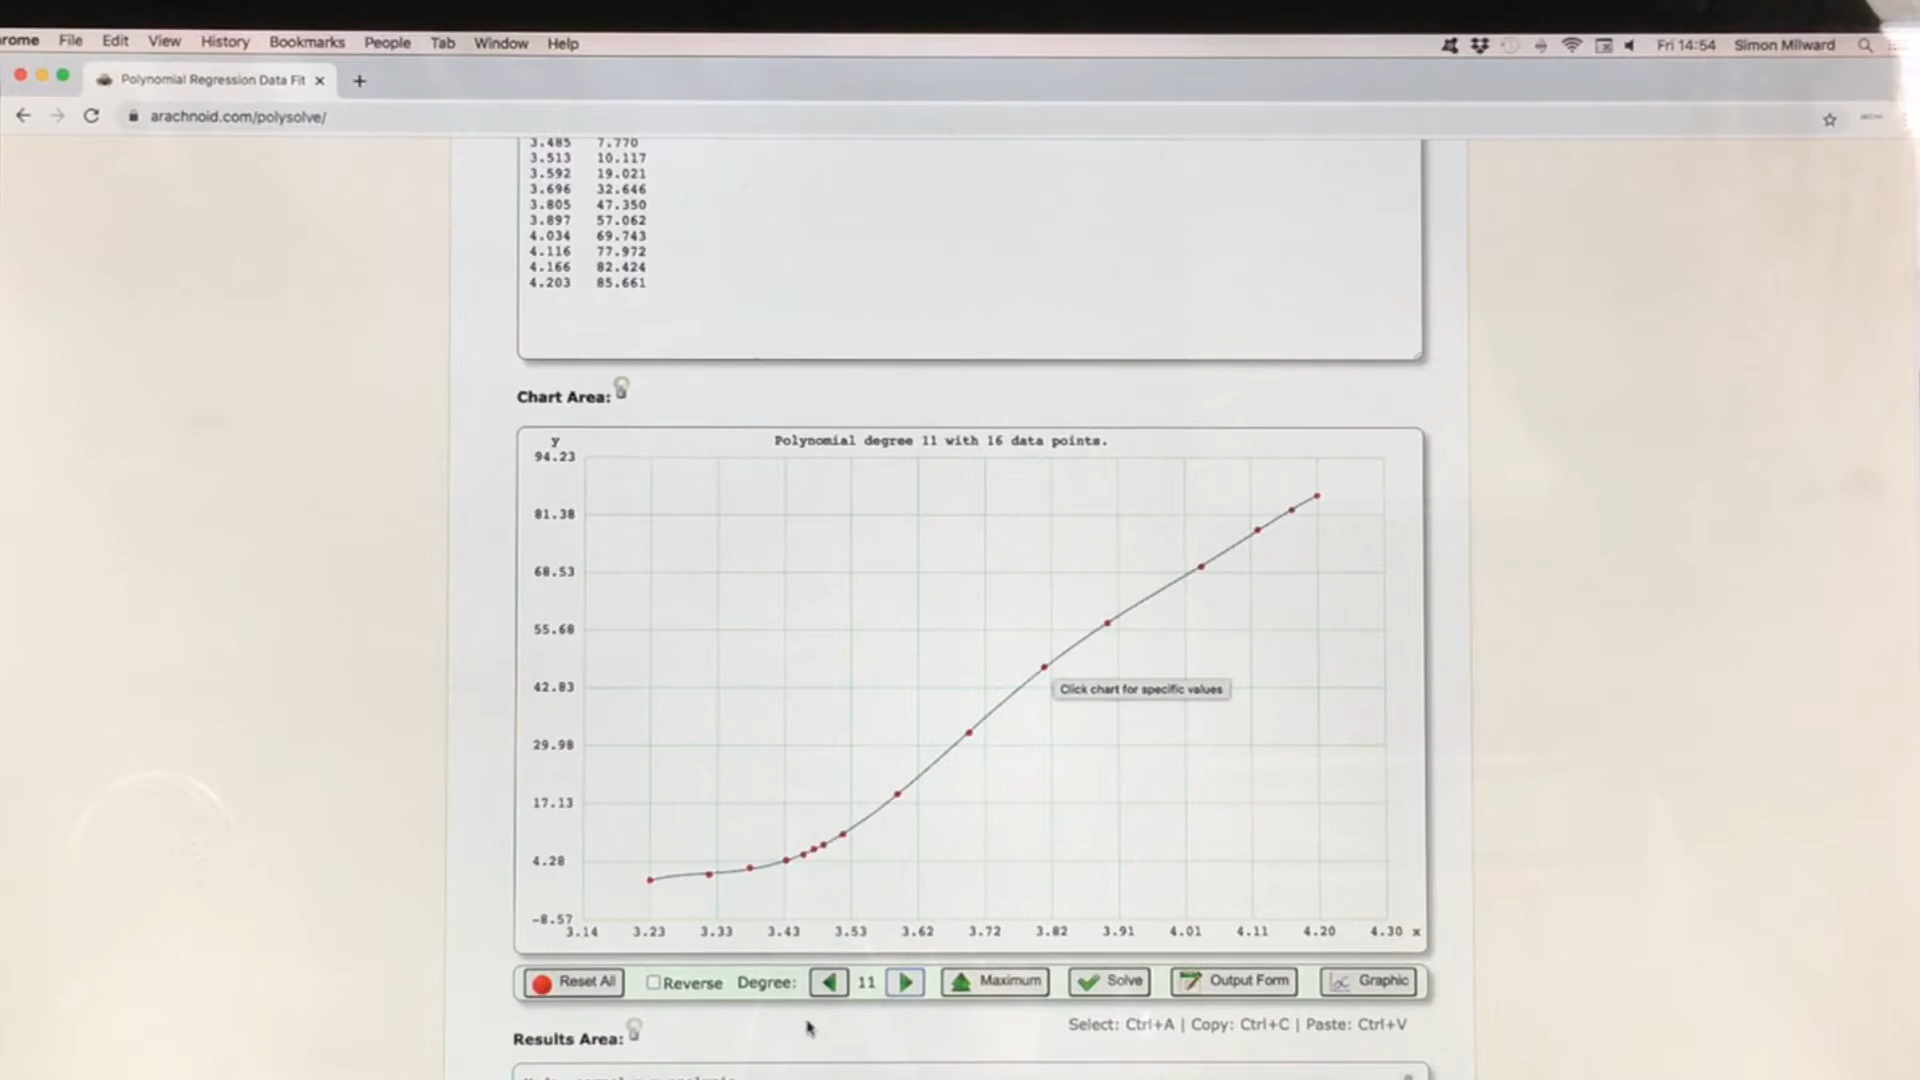 rome File Edit View History Bookmarks People Tab Window Help Fri 14:54 Simon Milward
Polynomial Regression Data Fit × +
arachnoid.com/polysolve/
3.485 7.770
3.513 10.117
3.592 19.021
3.696 32.646
3.805 47.350
3.897 57.062
4.034 69.743
4.116 77.972
4.166 82.424
4.203 85.661
Chart Area:
y
Polynomial degree 11 with 16 data points.
94.23
81.38
68.53
55.68
42.83
Click chart for specific values
29.98
17.13
4.28
-8.57
3.14 3.23 3.33 3.43 3.53 3.62 3.72 3.82 3.91 4.01 4.11 4.20 4.30 x
Reset All Reverse Degree: 11 Maximum Solve Output Form Graphic
Select: Ctrl+A | Copy: Ctrl+C | Paste: Ctrl+V
Results Area: